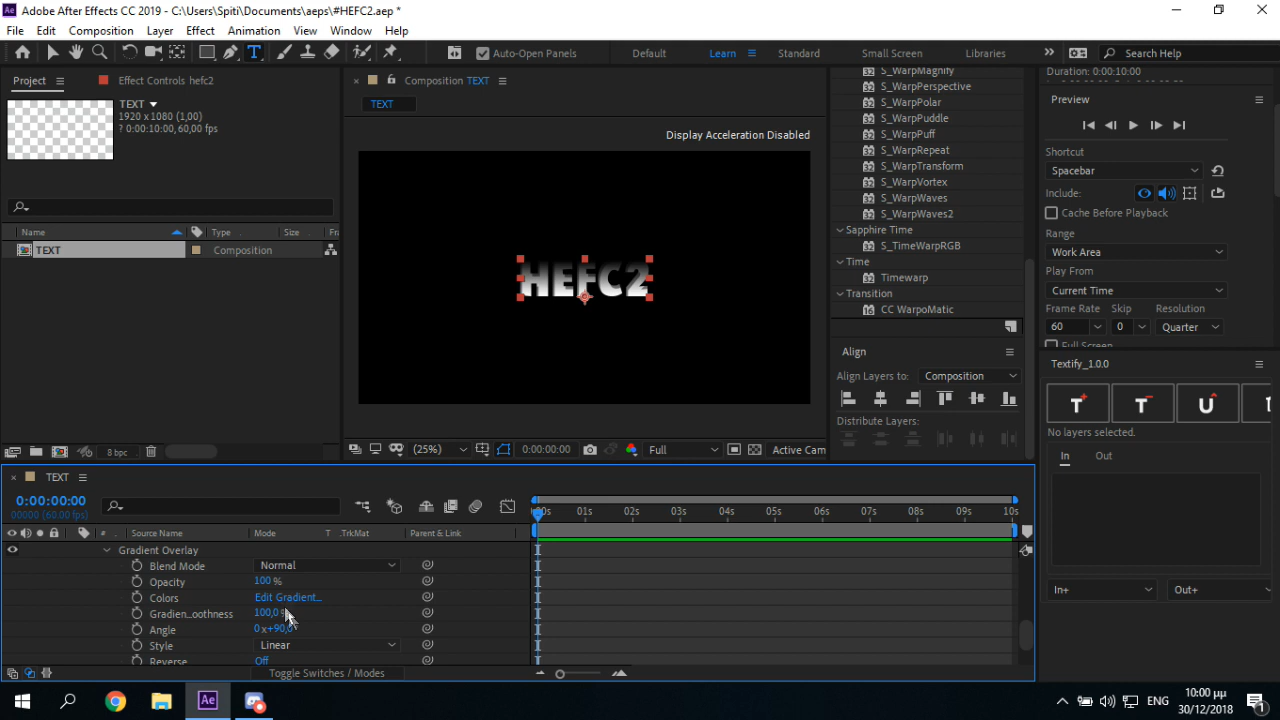 Adobe After Effects CC 2019 - C:\Users\Spiti\Documents\aeps\#HEFC2.aep *
File Edit Composition Layer Effect Animation View Window Help
Auto-Open Panels Default Learn Standard Small Screen Libraries Search Help
Project Effect Controls hefc2
TEXT
1920 x 1080 (1,00)
? 0:00:10:00, 60,00 fps
Name Type Size Fra
TEXT Composition
8 bpc
Composition TEXT
TEXT
Display Acceleration Disabled
HEFC2
(25%) 0:00:00:00 Full Active Cam
S_WarpMagnify
S_WarpPerspective
S_WarpPolar
S_WarpPuddle
S_WarpPuff
S_WarpRepeat
S_WarpTransform
S_WarpVortex
S_WarpWaves
S_WarpWaves2
Sapphire Time
S_TimeWarpRGB
Time
Timewarp
Transition
CC WarpoMatic
Align
Align Layers to: Composition
Distribute Layers:
Duration: 0:00:10:00
Preview
Shortcut
Spacebar
Include:
Cache Before Playback
Range
Work Area
Play From
Current Time
Frame Rate Skip Resolution
60 0 Quarter
Full Screen
Textify_1.0.0
No layers selected.
In Out
In+ Out+
TEXT
0:00:00:00
00000 (60.00 fps)
# Source Name Mode T .TrkMat Parent & Link
:00s 01s 02s 03s 04s 05s 06s 07s 08s 09s 10s
Gradient Overlay
Blend Mode Normal
Opacity 100 %
Colors Edit Gradient...
Gradien...oothness 100,0 %
Angle 0 x+90,0
Style Linear
Reverse Off
Toggle Switches / Modes
ENG 10:00 μμ
30/12/2018
1